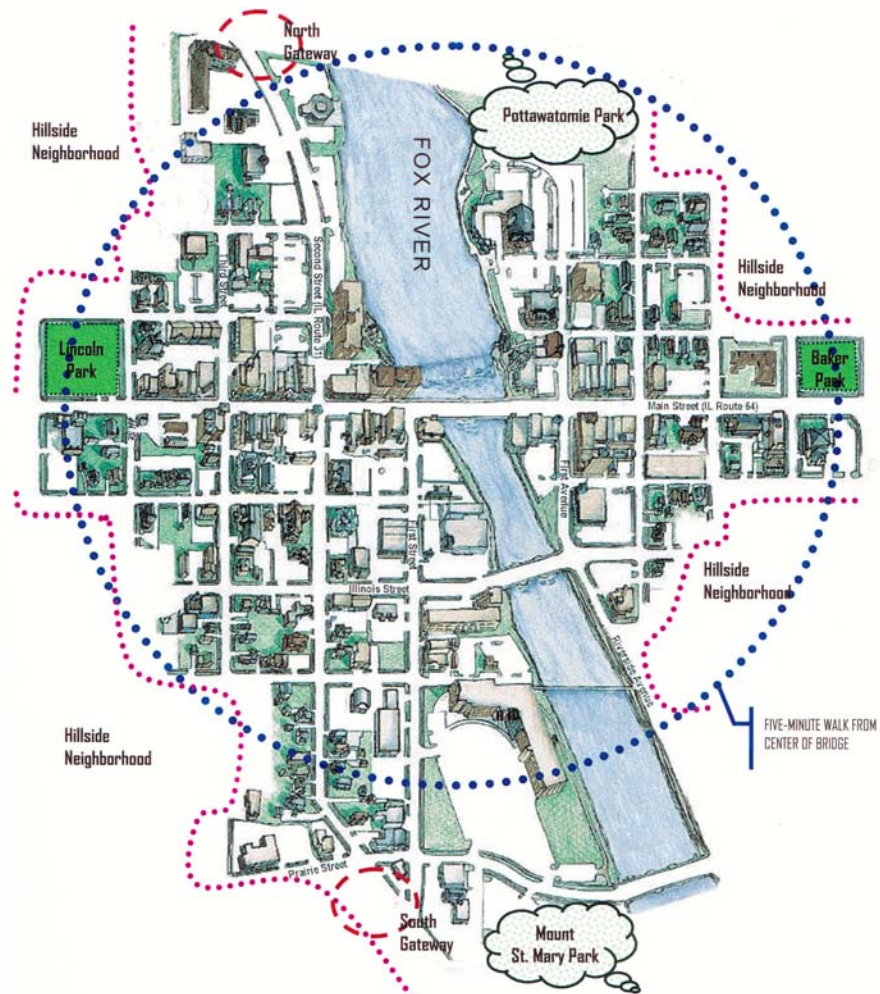 North
Gateway
Pottawatomie Park
Hillside
Neighborhood
FOX RIVER
Second Street (IL Route 31)
Third Street
Hillside
Neighborhood
Lincoln
Park
Baker
Park
Main Street (IL Route 64)
First Avenue
First Street
Hillside
Neighborhood
Illinois Street
Riverside Avenue
Hillside
Neighborhood
FIVE-MINUTE WALK FROM
CENTER OF BRIDGE
Prairie Street
South
Gateway
Mount
St. Mary Park